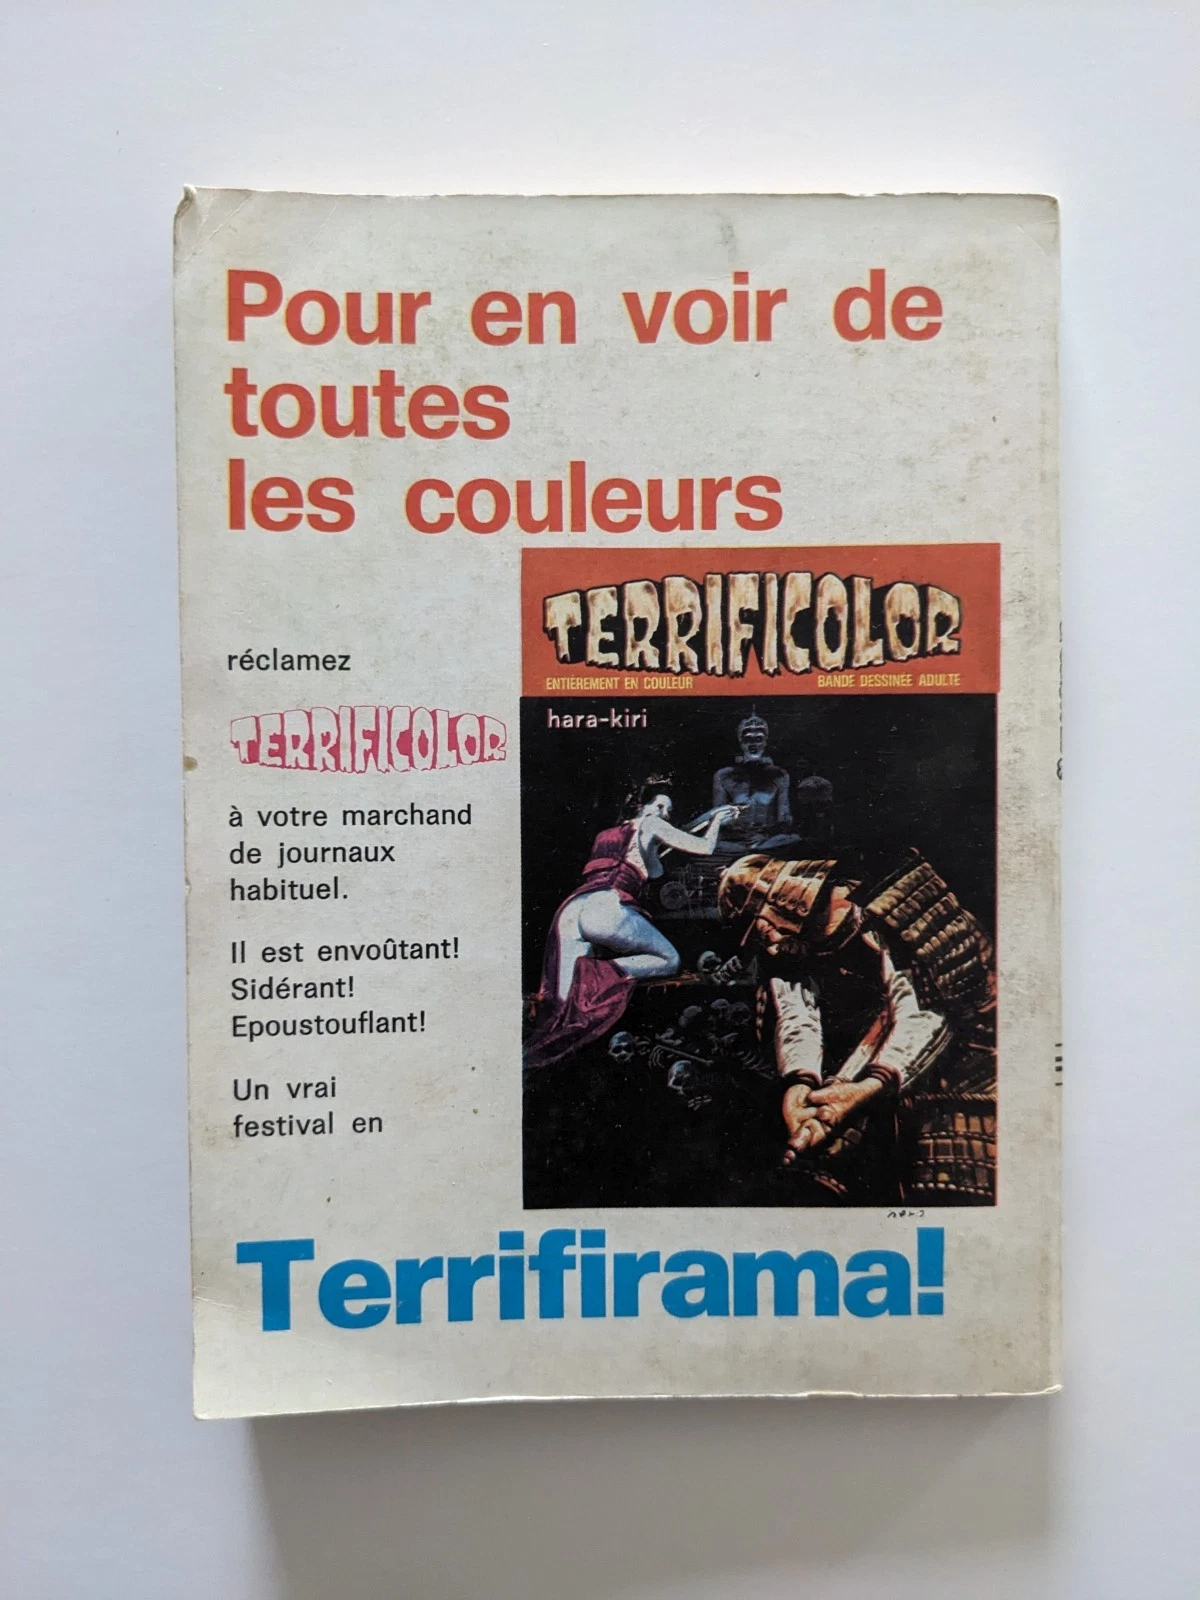 Pour en voir de
toutes
les couleurs
TERRIFICOLOR
ENTIÈREMENT EN COULEUR
BANDE DESSINÉE ADULTE
hara-kiri
réclamez
TERRIFICOLOR
à votre marchand
de journaux
habituel.
Il est envoûtant!
Sidérant!
Epoustouflant!
Un vrai
festival en
Terrifirama!